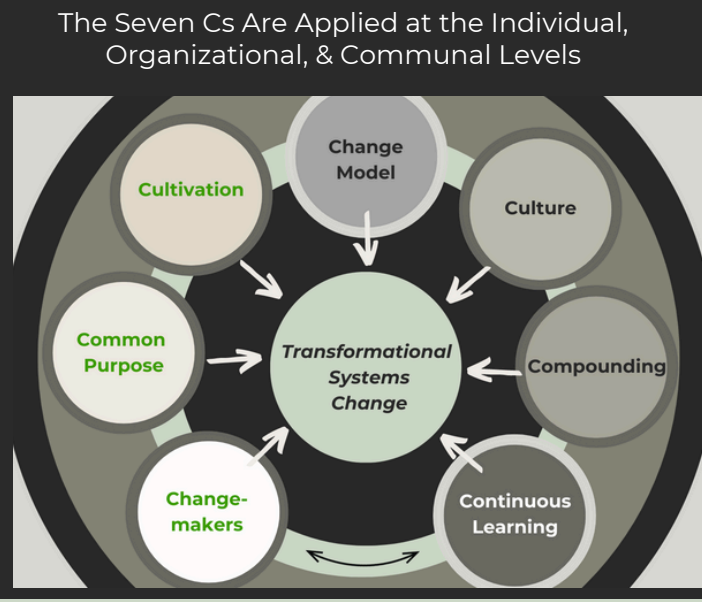 The Seven Cs Are Applied at the Individual,
Organizational, & Communal Levels
Change
Model
Cultivation
Culture
Common
Purpose
Transformational
Systems
Change
Compounding
Change-
makers
Continuous
Learning